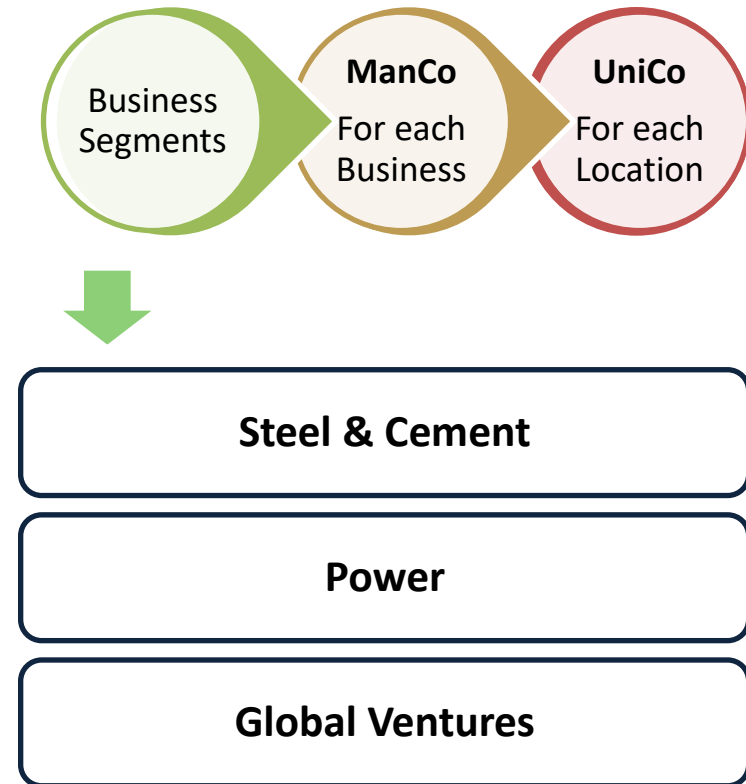 Business
Segments
ManCo
For each
Business
UniCo
For each
Location
Steel & Cement
Power
Global Ventures